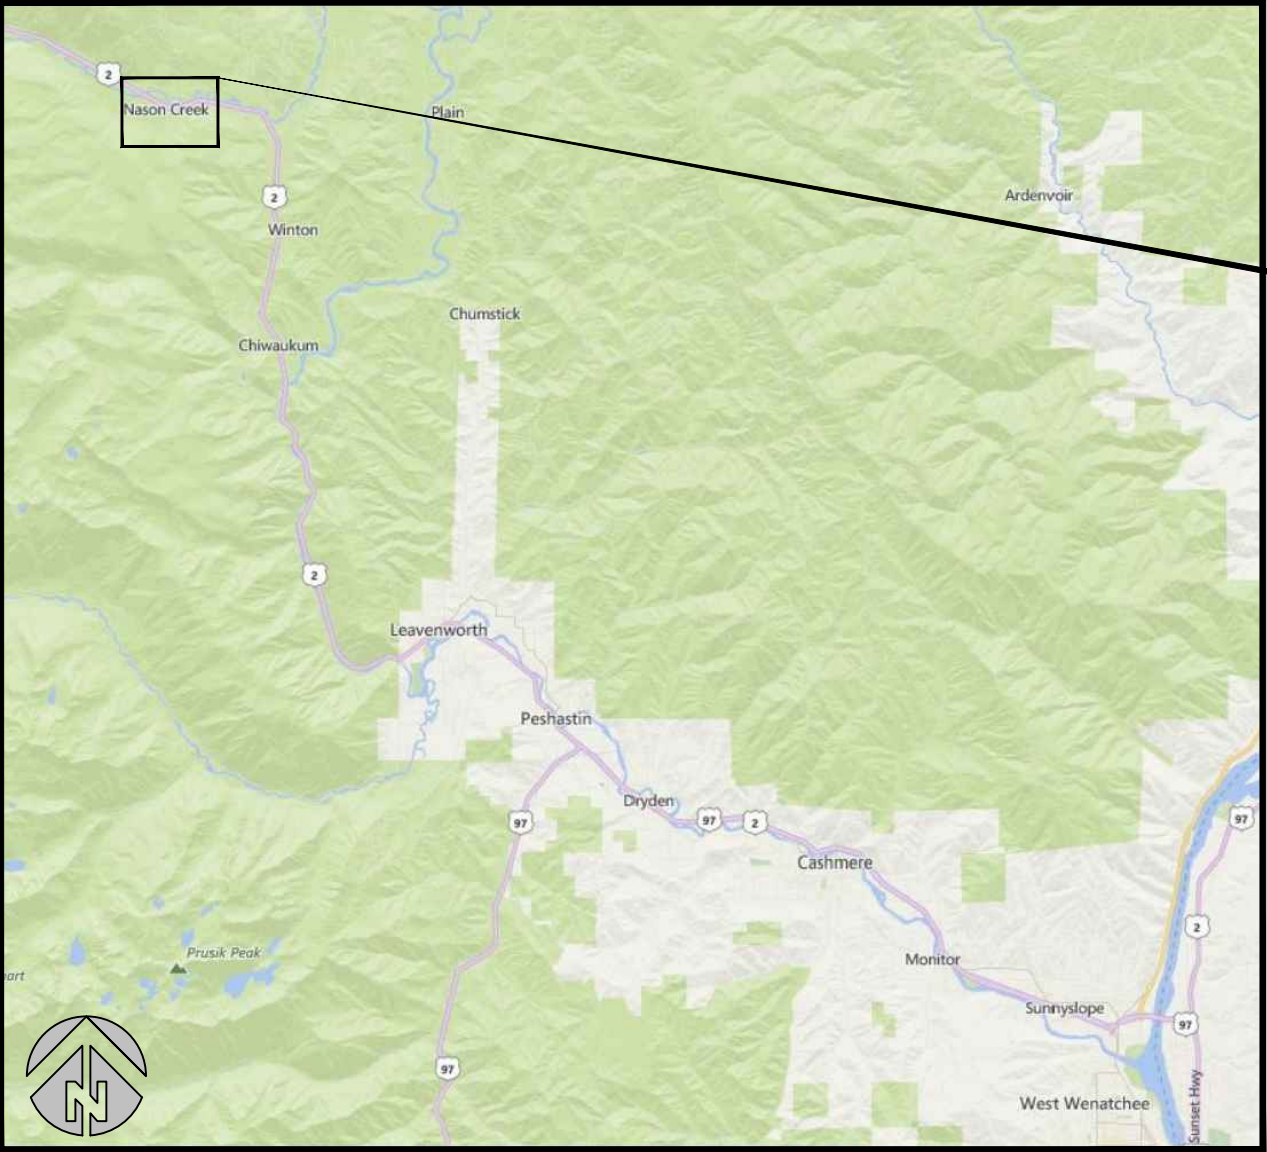 2
Nason Creek
Plain
Ardenvoir
2
Winton
Chumstick
Chiwaukum
2
Leavenworth
Peshastin
Dryden
97
97
2
97
Cashmere
2
Prusik Peak
Monitor
art
Sunnyslope
97
97
N
West Wenatchee
Sunset Hwy